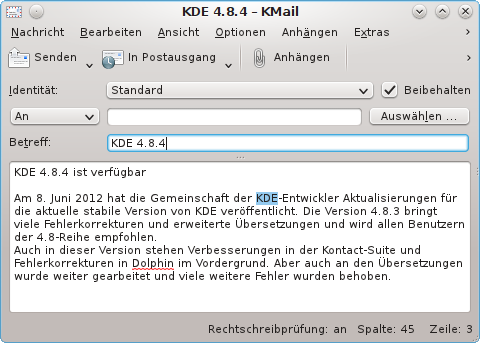 KDE 4.8.4 – KMail
Nachricht Bearbeiten Ansicht Optionen Anhängen Extras
Senden In Postausgang Anhängen
Identität: Standard Beibehalten
An Auswählen ...
Betreff: KDE 4.8.4
KDE 4.8.4 ist verfügbar
Am 8. Juni 2012 hat die Gemeinschaft der KDE-Entwickler Aktualisierungen für
die aktuelle stabile Version von KDE veröffentlicht. Die Version 4.8.3 bringt
viele Fehlerkorrekturen und erweiterte Übersetzungen und wird allen Benutzern
der 4.8-Reihe empfohlen.
Auch in dieser Version stehen Verbesserungen in der Kontact-Suite und
Fehlerkorrekturen in Dolphin im Vordergrund. Aber auch an den Übersetzungen
wurde weiter gearbeitet und viele weitere Fehler wurden behoben.
Rechtschreibprüfung: an Spalte: 45 Zeile: 3